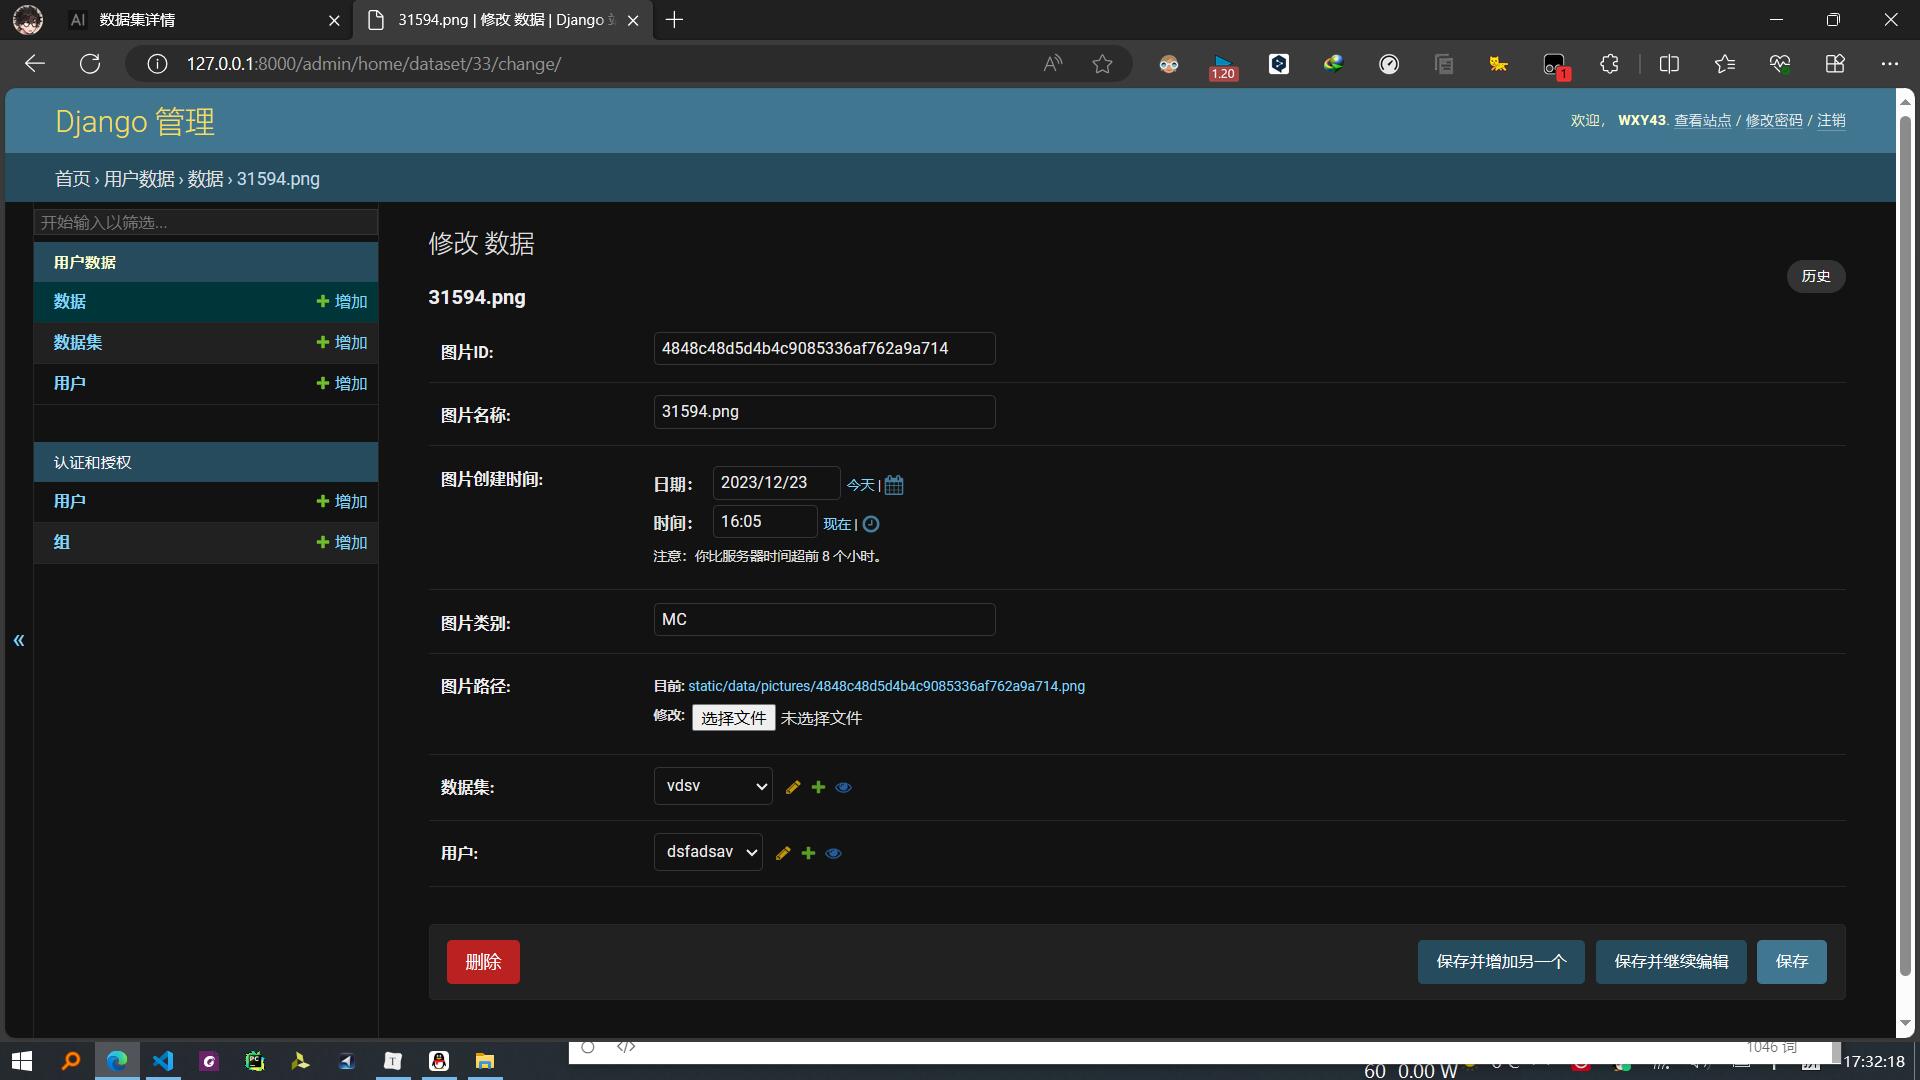 AI 数据集详情
31594.png | 修改 数据 | Django
127.0.0.1:8000/admin/home/dataset/33/change/
1.20
1
Django 管理
欢迎， WXY43. 查看站点 / 修改密码 / 注销
首页 › 用户数据 › 数据 › 31594.png
开始输入以筛选...
用户数据
数据 增加
数据集 增加
用户 增加
认证和授权
用户 增加
组 增加
«
修改 数据
历史
31594.png
图片ID: 4848c48d5d4b4c9085336af762a9a714
图片名称: 31594.png
图片创建时间: 日期： 2023/12/23 今天 |
时间： 16:05 现在 |
注意：你比服务器时间超前 8 个小时。
图片类别: MC
图片路径: 目前: static/data/pictures/4848c48d5d4b4c9085336af762a9a714.png
修改: 选择文件 未选择文件
数据集: vdsv
用户: dsfadsav
删除 保存并增加另一个 保存并继续编辑 保存
</> 1046 词
60 0.00 W
17:32:18